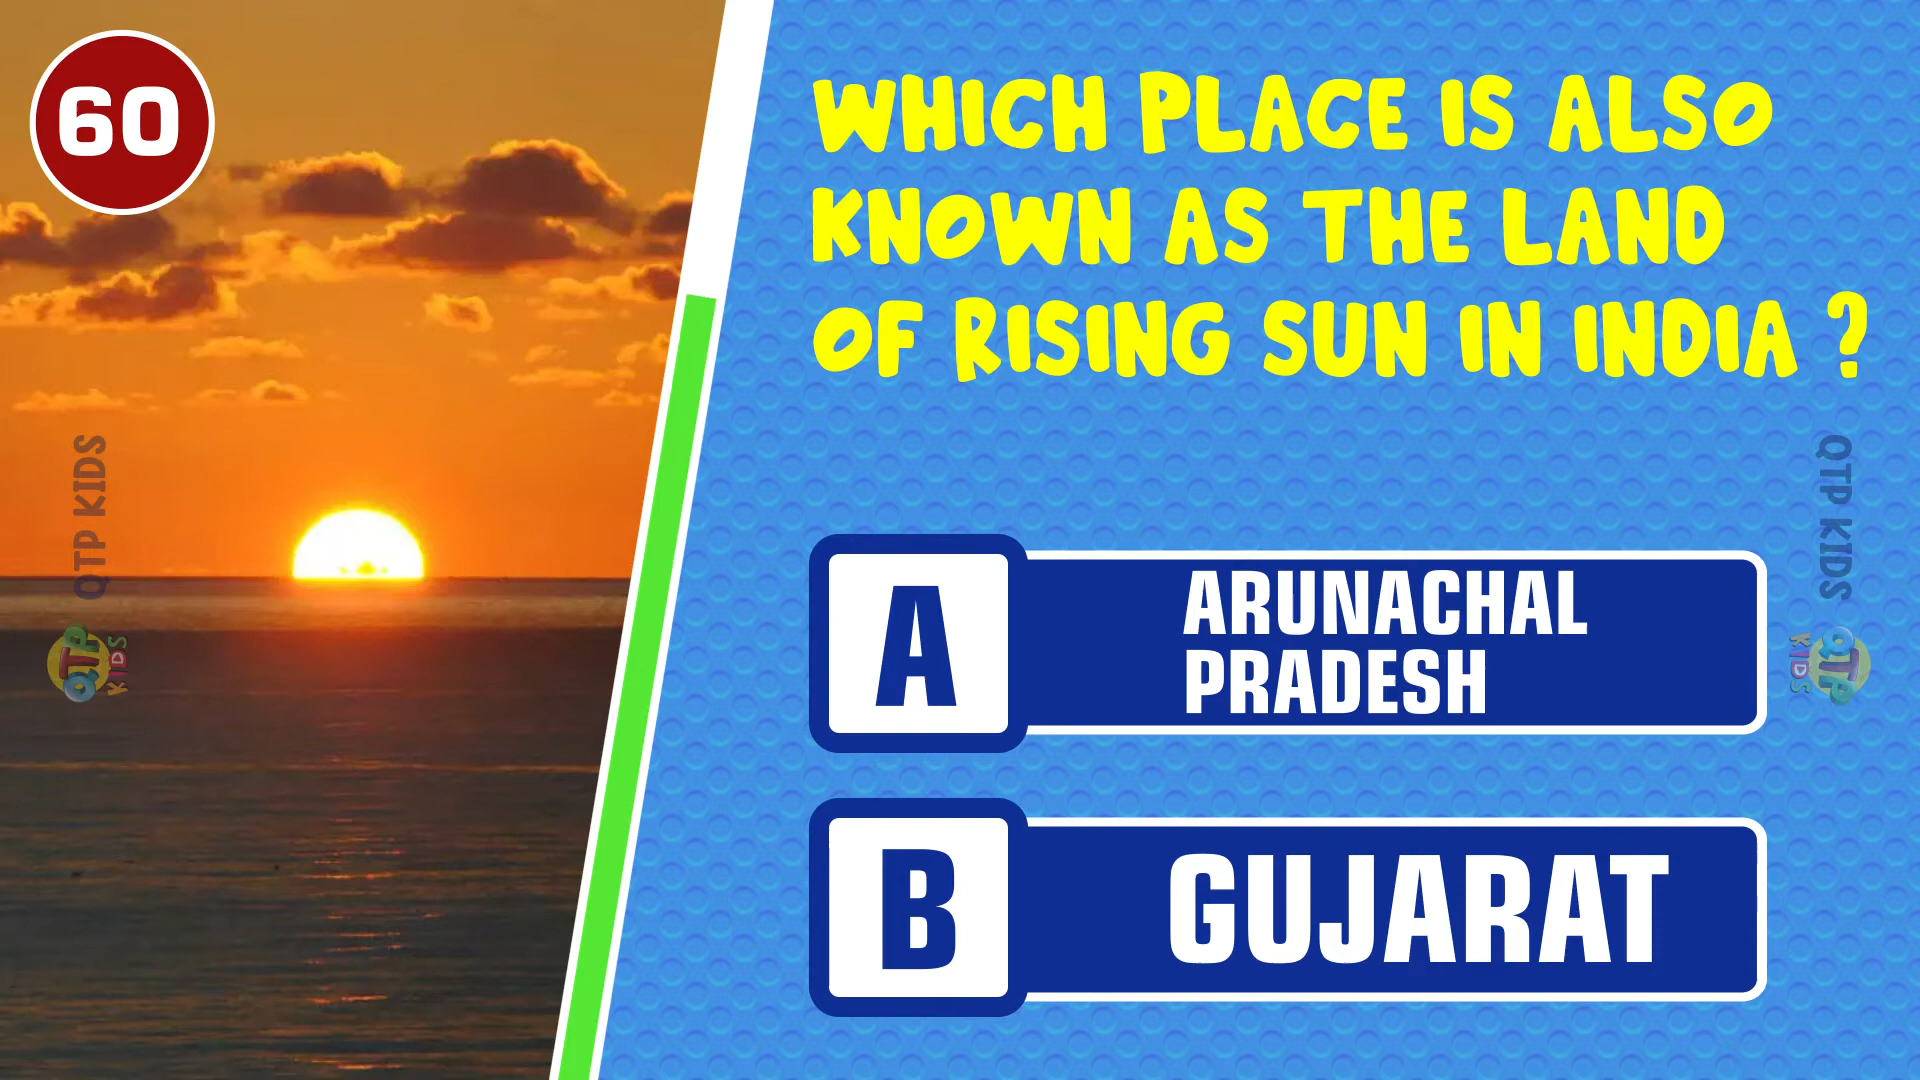 60
WHICH PLACE IS ALSO
KNOWN AS THE LAND
OF RISING SUN IN INDIA ?
A
ARUNACHAL
PRADESH
B
GUJARAT
QTP KIDS
QTP
KIDS
QTP KIDS
QTP
KIDS